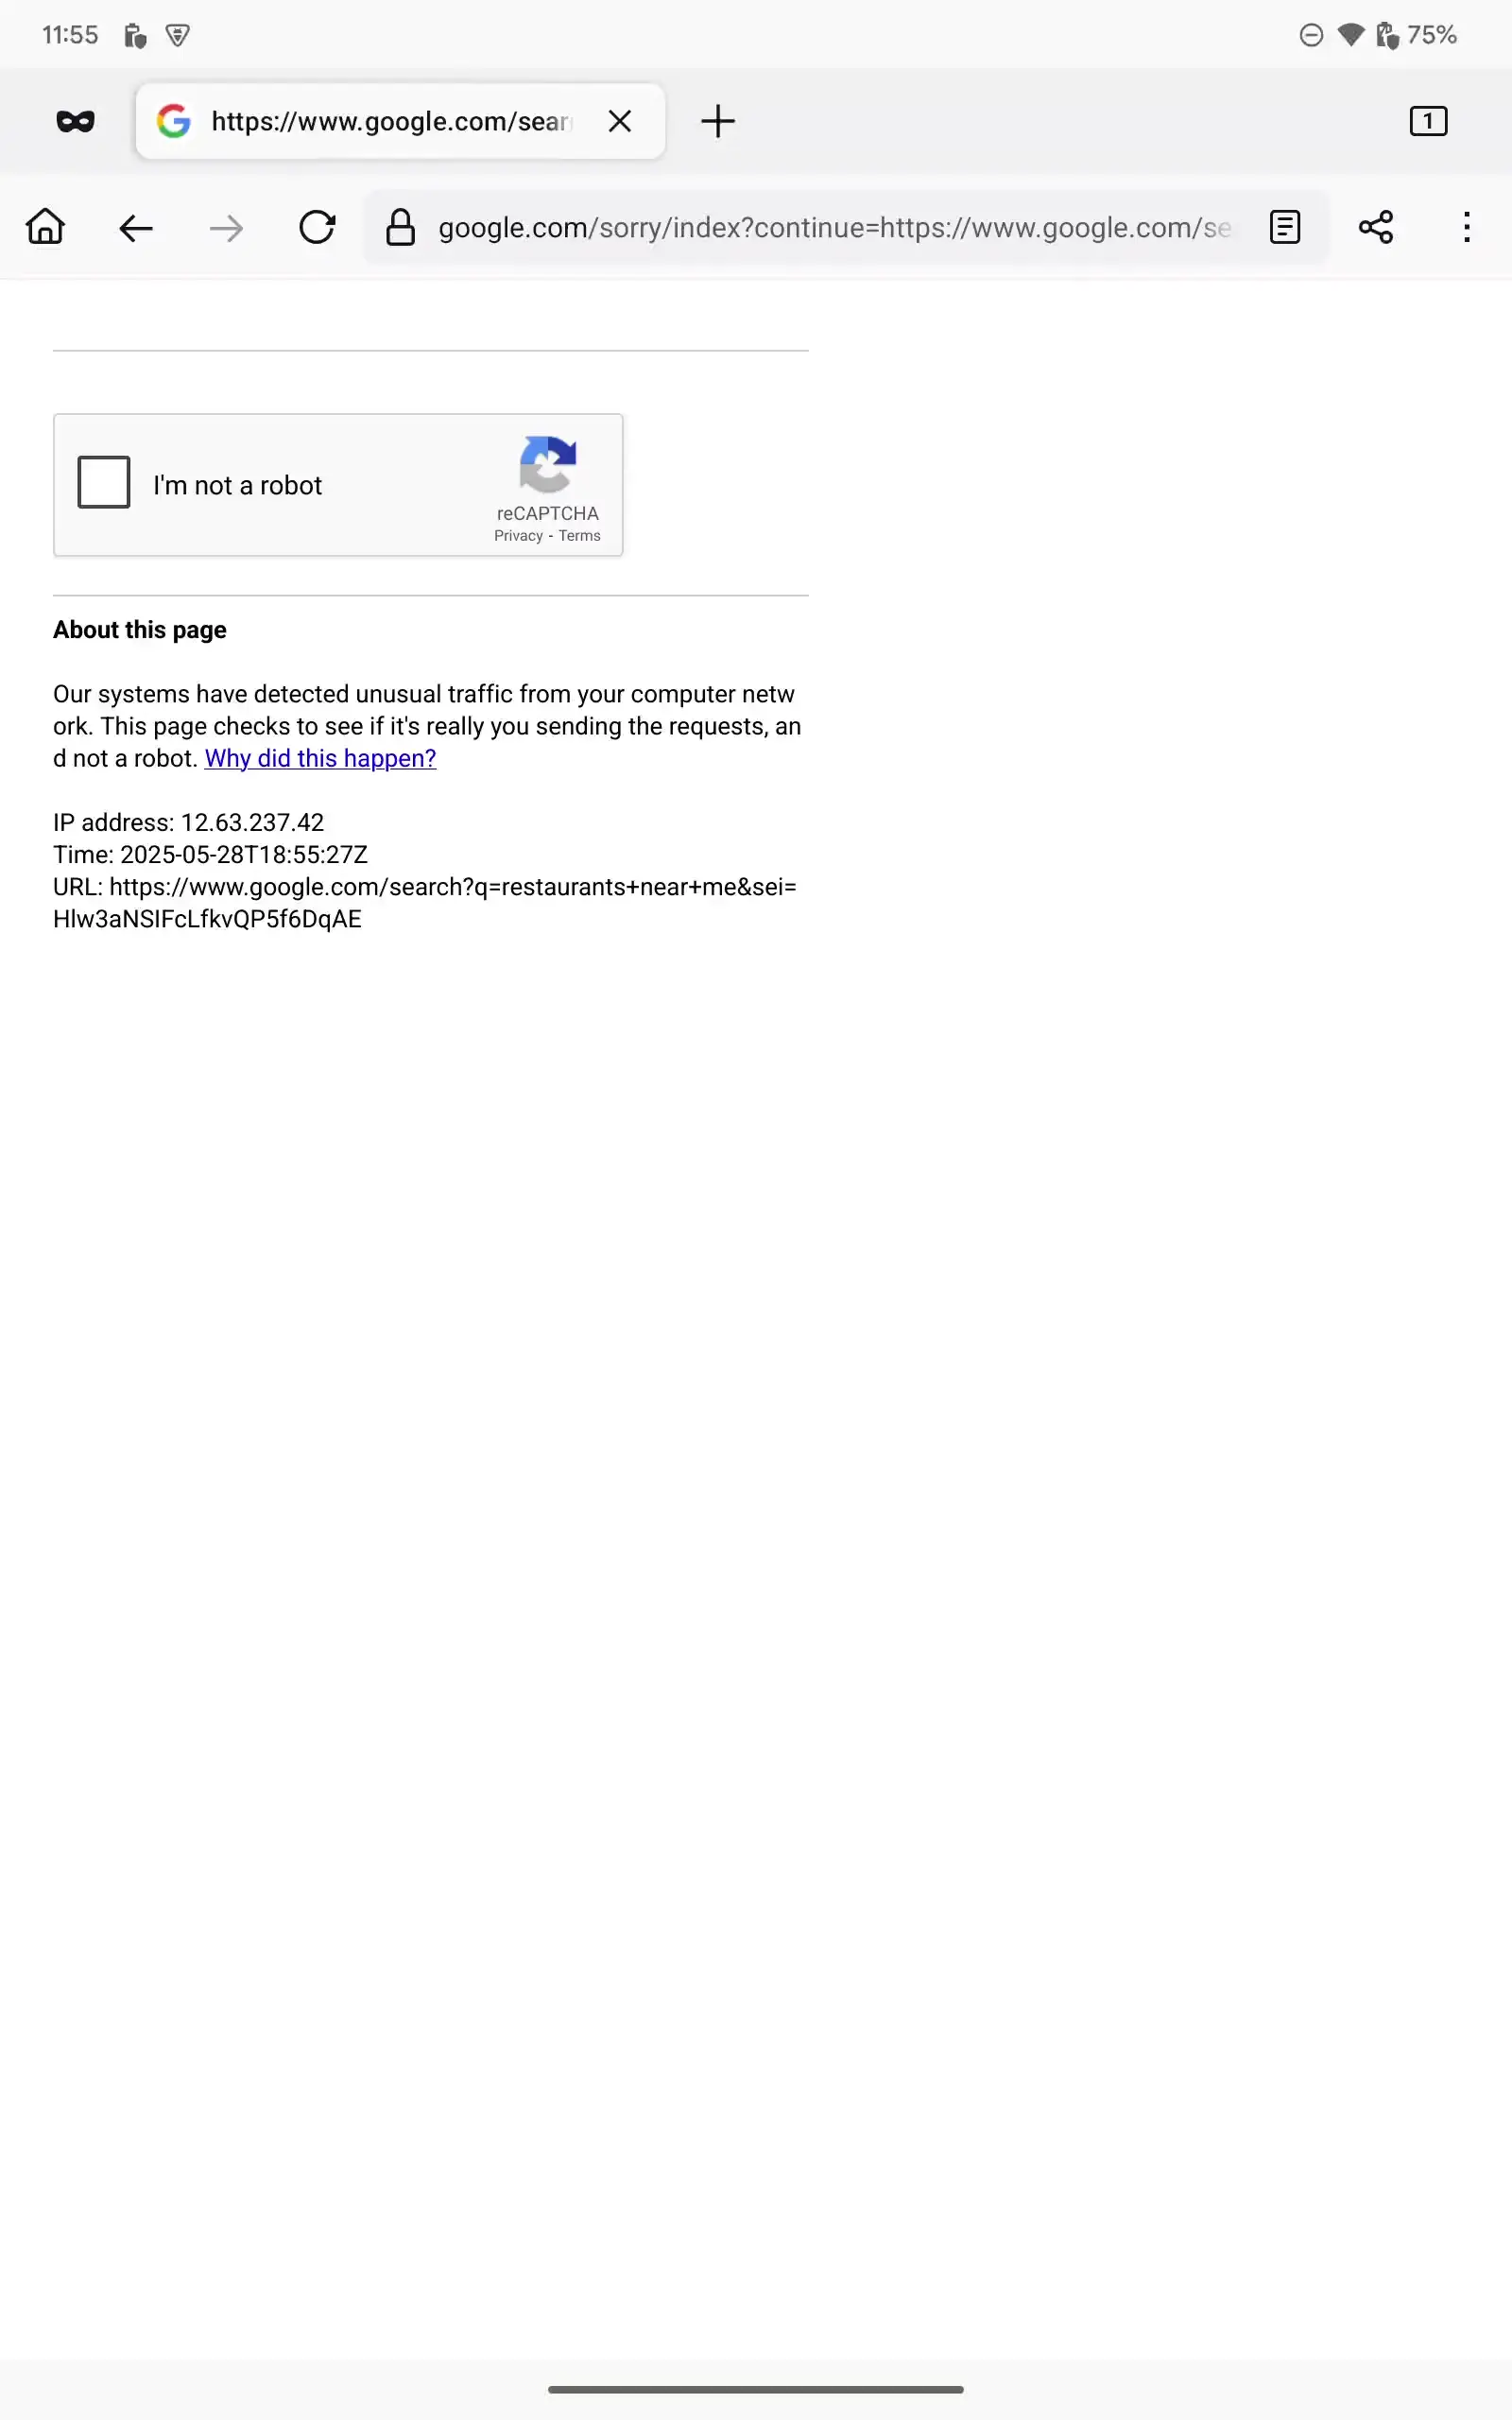 11:55
75%
https://www.google.com/sear
1
google.com/sorry/index?continue=https://www.google.com/se
I'm not a robot
reCAPTCHA
Privacy - Terms
About this page
Our systems have detected unusual traffic from your computer netw
ork. This page checks to see if it's really you sending the requests, an
d not a robot. Why did this happen?
IP address: 12.63.237.42
Time: 2025-05-28T18:55:27Z
URL: https://www.google.com/search?q=restaurants+near+me&sei=
Hlw3aNSIFcLfkvQP5f6DqAE